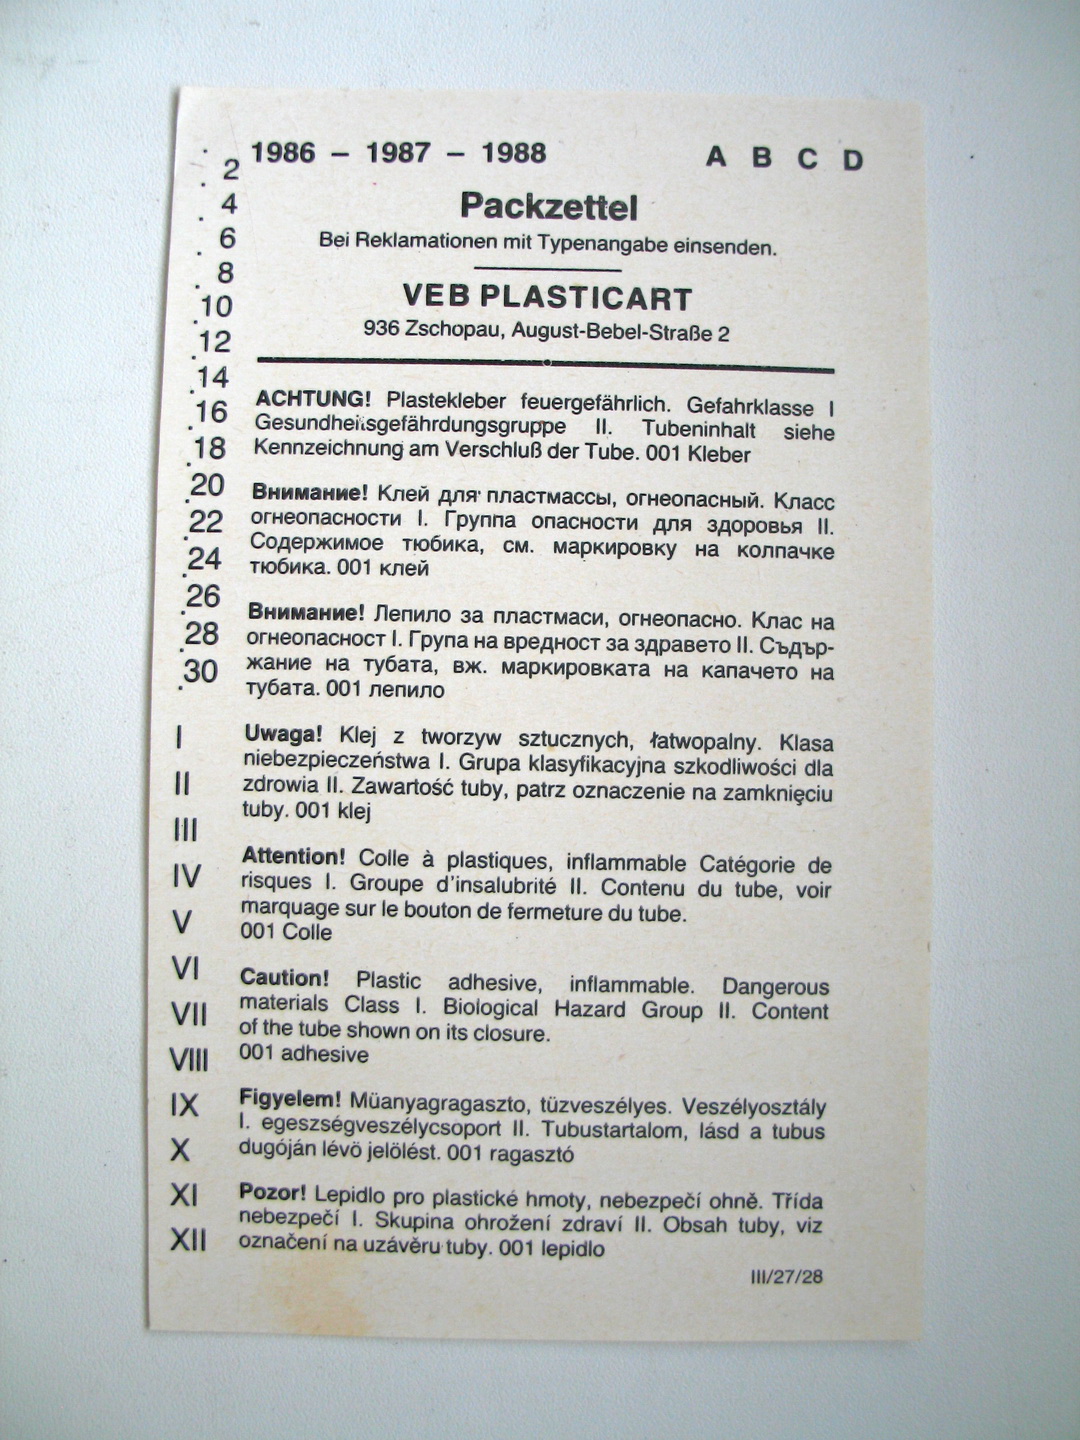 1986 – 1987 – 1988
A B C D
Packzettel
Bei Reklamationen mit Typenangabe einsenden.
VEB PLASTICART
936 Zschopau, August-Bebel-Straße 2
. 2
. 4
. 6
. 8
. 10
. 12
. 14
. 16
. 18
. 20
. 22
. 24
. 26
. 28
. 30
.
I
II
III
IV
V
VI
VII
VIII
IX
X
XI
XII
ACHTUNG! Plastekleber feuergefährlich. Gefahrklasse I
Gesundheitsgefährdungsgruppe II. Tubeninhalt siehe
Kennzeichnung am Verschluß der Tube. 001 Kleber
Внимание! Клей для пластмассы, огнеопасный. Класс
огнеопасности I. Группа опасности для здоровья II.
Содержимое тюбика, см. маркировку на колпачке
тюбика. 001 клей
Внимание! Лепило за пластмаси, огнеопасно. Клас на
огнеопасност I. Група на вредност за здравето II. Съдър-
жание на тубата, вж. маркировката на капачето на
тубата. 001 лепило
Uwaga! Klej z tworzyw sztucznych, łatwopalny. Klasa
niebezpieczeństwa I. Grupa klasyfikacyjna szkodliwości dla
zdrowia II. Zawartość tuby, patrz oznaczenie na zamknięciu
tuby. 001 klej
Attention! Colle à plastiques, inflammable Catégorie de
risques I. Groupe d'insalubrité II. Contenu du tube, voir
marquage sur le bouton de fermeture du tube.
001 Colle
Caution! Plastic adhesive, inflammable. Dangerous
materials Class I. Biological Hazard Group II. Content
of the tube shown on its closure.
001 adhesive
Figyelem! Müanyagragaszto, tüzveszélyes. Veszélyosztály
I. egeszségveszélycsoport II. Tubustartalom, lásd a tubus
dugóján lévö jelölést. 001 ragasztó
Pozor! Lepidlo pro plastické hmoty, nebezpečí ohně. Třída
nebezpečí I. Skupina ohrožení zdraví II. Obsah tuby, viz
označení na uzávěru tuby. 001 lepidlo
III/27/28